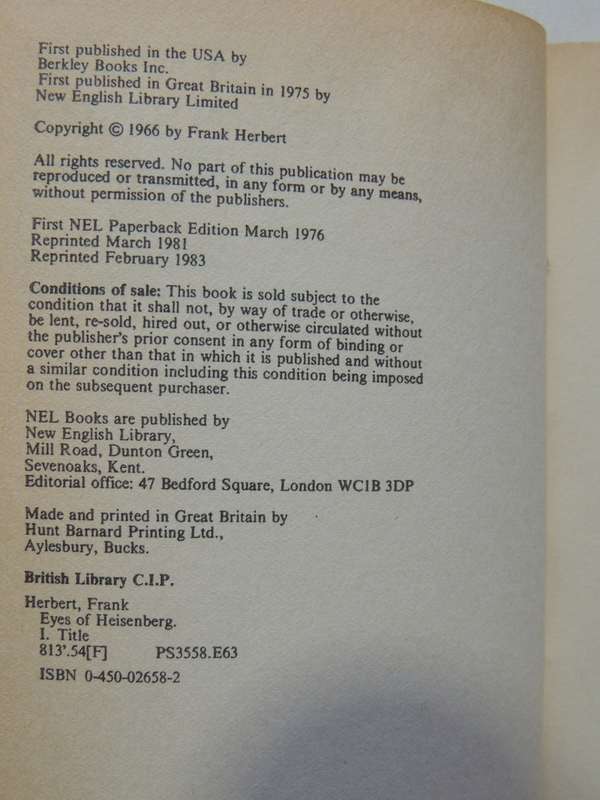 First published in the USA by
Berkley Books Inc.
First published in Great Britain in 1975 by
New English Library Limited
Copyright © 1966 by Frank Herbert
All rights reserved. No part of this publication may be
reproduced or transmitted, in any form or by any means,
without permission of the publishers.
First NEL Paperback Edition March 1976
Reprinted March 1981
Reprinted February 1983
Conditions of sale: This book is sold subject to the
condition that it shall not, by way of trade or otherwise,
be lent, re-sold, hired out, or otherwise circulated without
the publisher's prior consent in any form of binding or
cover other than that in which it is published and without
a similar condition including this condition being imposed
on the subsequent purchaser.
NEL Books are published by
New English Library,
Mill Road, Dunton Green,
Sevenoaks, Kent.
Editorial office: 47 Bedford Square, London WC1B 3DP
Made and printed in Great Britain by
Hunt Barnard Printing Ltd.,
Aylesbury, Bucks.
British Library C.I.P.
Herbert, Frank
Eyes of Heisenberg.
I. Title
813'.54[F] PS3558.E63
ISBN 0-450-02658-2